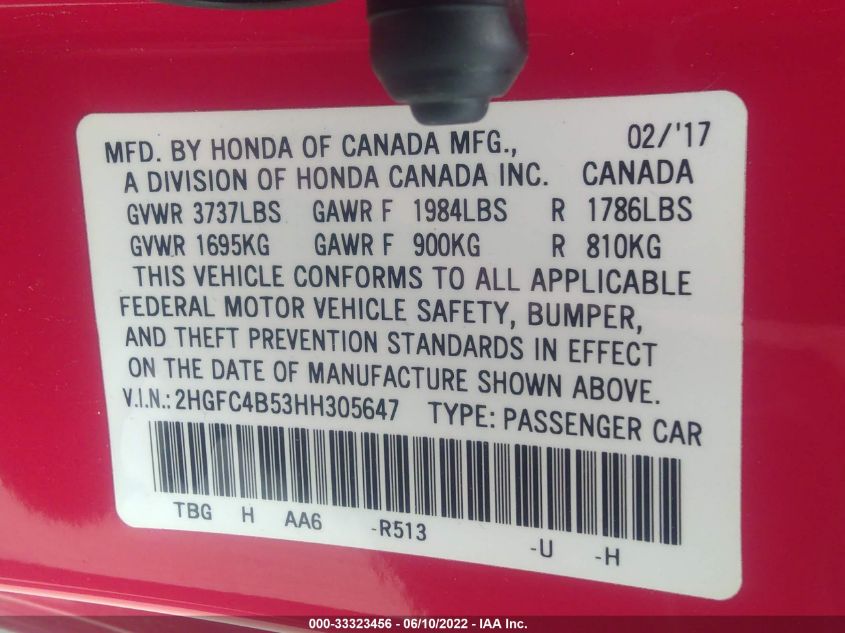 MFD. BY HONDA OF CANADA MFG., 02/'17
A DIVISION OF HONDA CANADA INC. CANADA
GVWR 3737LBS GAWR F 1984LBS R 1786LBS
GVWR 1695KG GAWR F 900KG R 810KG
THIS VEHICLE CONFORMS TO ALL APPLICABLE
FEDERAL MOTOR VEHICLE SAFETY, BUMPER,
AND THEFT PREVENTION STANDARDS IN EFFECT
ON THE DATE OF MANUFACTURE SHOWN ABOVE.
V.I.N.: 2HGFC4B53HH305647 TYPE: PASSENGER CAR
TBG H AA6 -R513 -U -H
000-33323456 - 06/10/2022 - IAA Inc.